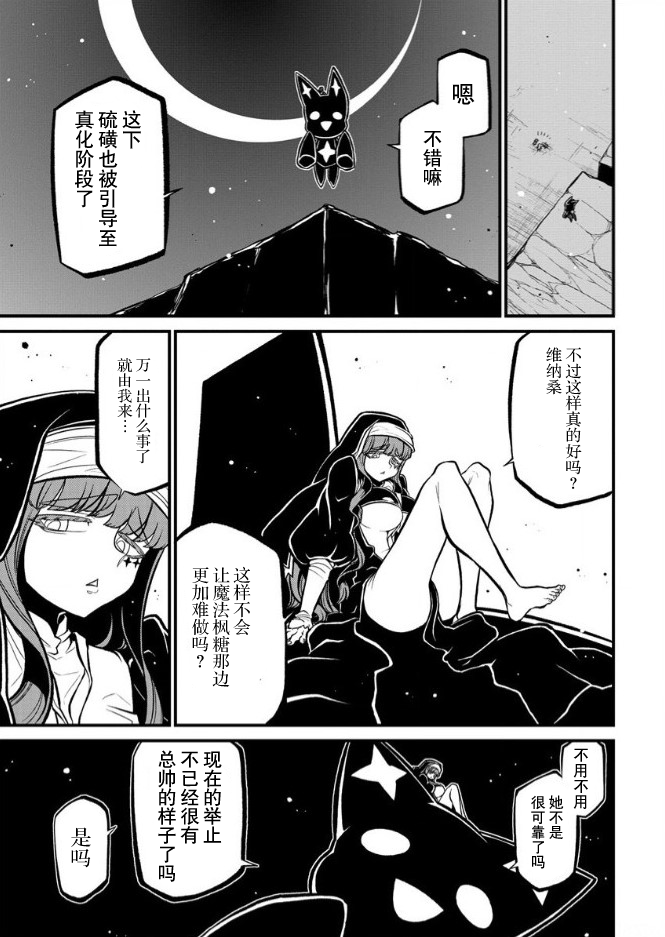 嗯
不错嘛
这下
硫磺也被引导至
真化阶段了
不过这样真的好吗？
维纳桑
这样不会
让魔法枫糖那边
更加难做吗？
万一出什么事了
就由我来…
不用不用
她不是
很可靠了吗
现在的举止
不已经很有
总帅的样子了吗
是吗